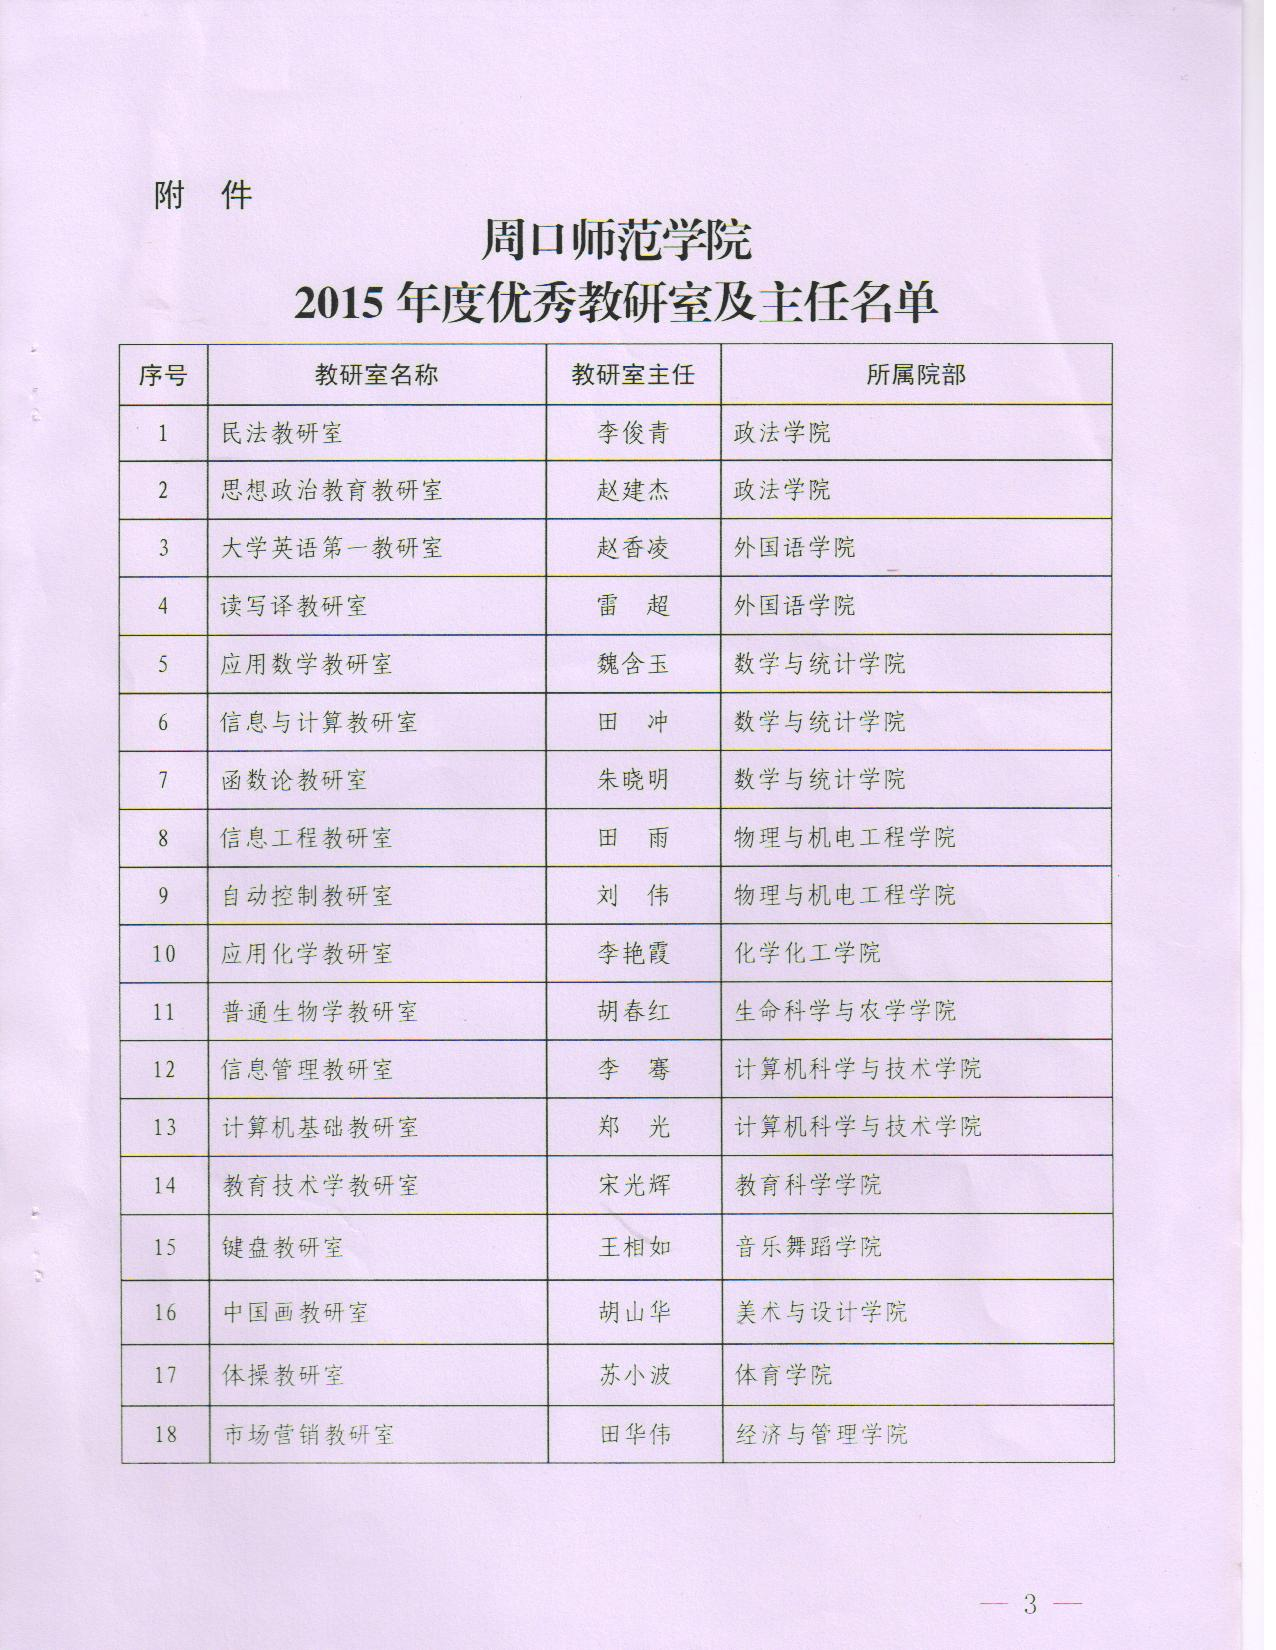 附 件
周口师范学院
2015 年度优秀教研室及主任名单
序号 教研室名称 教研室主任 所属院部
1 民法教研室 李俊青 政法学院
2 思想政治教育教研室 赵建杰 政法学院
3 大学英语第一教研室 赵香凌 外国语学院
4 读写译教研室 雷 超 外国语学院
5 应用数学教研室 魏含玉 数学与统计学院
6 信息与计算教研室 田 冲 数学与统计学院
7 函数论教研室 朱晓明 数学与统计学院
8 信息工程教研室 田 雨 物理与机电工程学院
9 自动控制教研室 刘 伟 物理与机电工程学院
10 应用化学教研室 李艳霞 化学化工学院
11 普通生物学教研室 胡春红 生命科学与农学学院
12 信息管理教研室 李 骞 计算机科学与技术学院
13 计算机基础教研室 郑 光 计算机科学与技术学院
14 教育技术学教研室 宋光辉 教育科学学院
15 键盘教研室 王相如 音乐舞蹈学院
16 中国画教研室 胡山华 美术与设计学院
17 体操教研室 苏小波 体育学院
18 市场营销教研室 田华伟 经济与管理学院
— 3 —